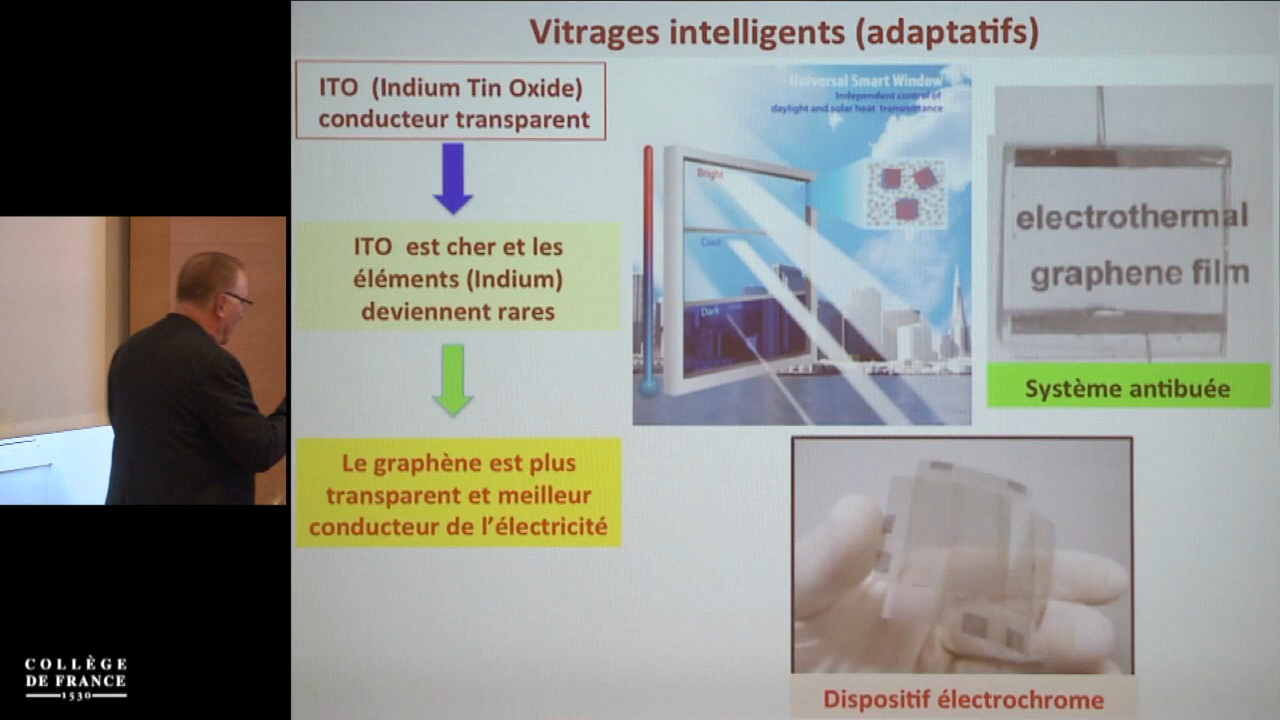 Vitrages intelligents (adaptatifs)
ITO (Indium Tin Oxide)
conducteur transparent
ITO est cher et les
éléments (Indium)
deviennent rares
Le graphène est plus
transparent et meilleur
conducteur de l'électricité
Universal Smart Window
Independent control of
daylight and solar heat transmittance
Bright
Cool
Dark
electrothermal
graphene film
Système antibuée
Dispositif électrochrome
COLLÈGE
DE FRANCE
1530